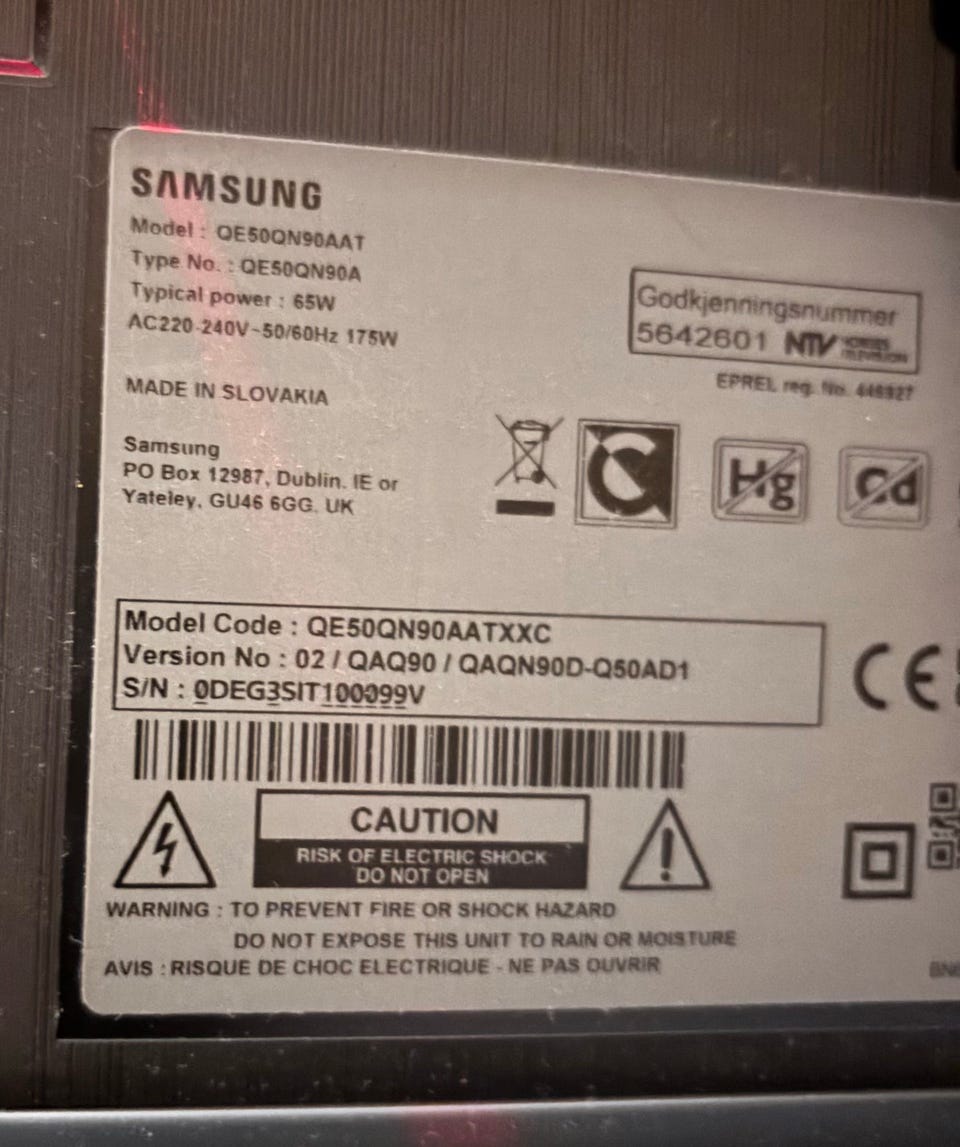 SAMSUNG
Model : QE50QN90AAT
Type No. : QE50QN90A
Typical power : 65W
AC220-240V~50/60Hz 175W
Godkjenningsnummer
5642601 NTV
EPREL reg. No.
MADE IN SLOVAKIA
Samsung
PO Box 12987, Dublin. IE or
Yateley, GU46 6GG. UK
Hg
Cd
Model Code : QE50QN90AATXXC
Version No : 02 / QAQ90 / QAQN90D-Q50AD1
S/N : 0DEG3SIT100099V
CE
CAUTION
RISK OF ELECTRIC SHOCK
DO NOT OPEN
WARNING : TO PREVENT FIRE OR SHOCK HAZARD
DO NOT EXPOSE THIS UNIT TO RAIN OR MOISTURE
AVIS : RISQUE DE CHOC ELECTRIQUE - NE PAS OUVRIR